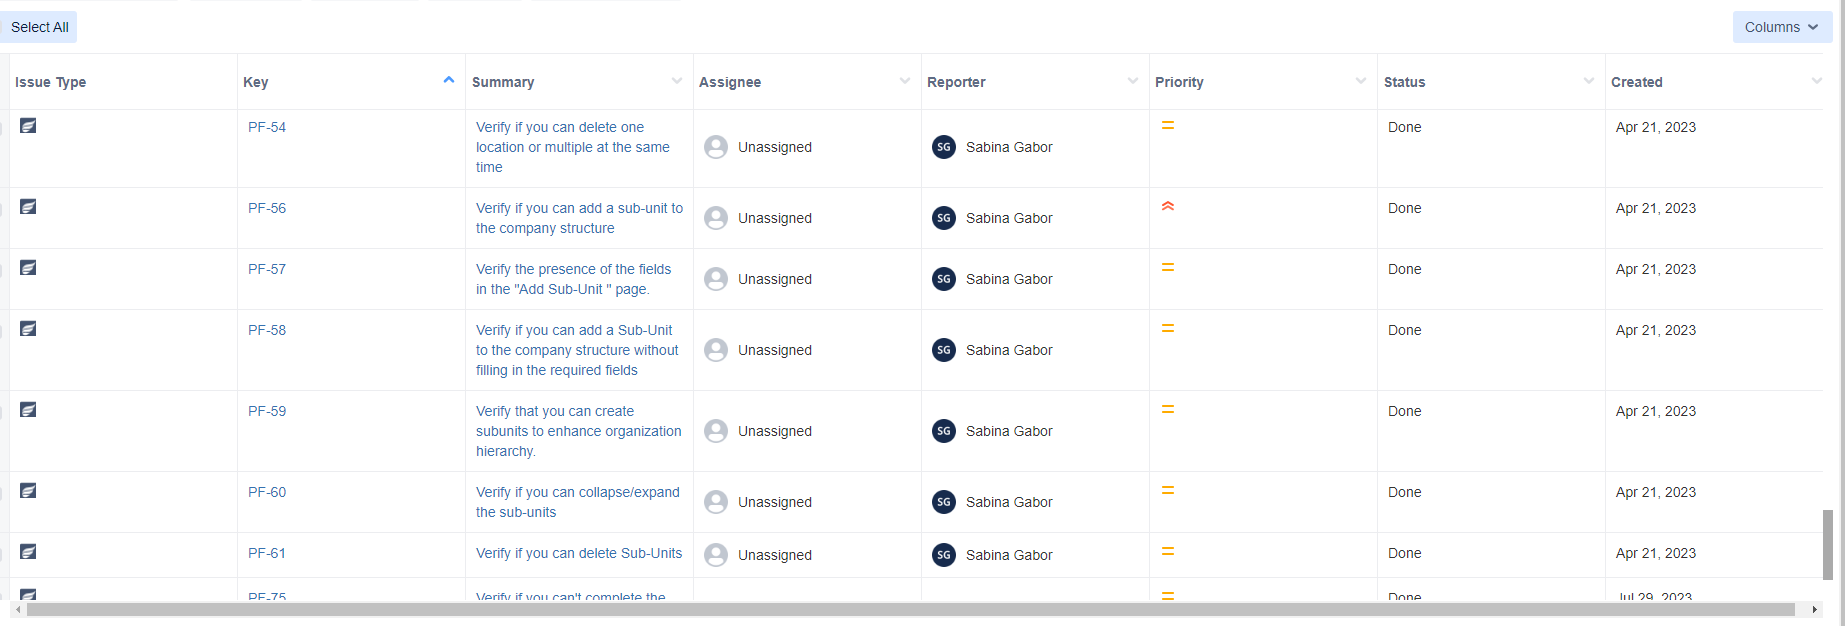 Select All
Columns
Issue Type Key Summary Assignee Reporter Priority Status Created
PF-54 Verify if you can delete one Done Apr 21, 2023
location or multiple at the same Unassigned SG Sabina Gabor
time
PF-56 Verify if you can add a sub-unit to Done Apr 21, 2023
the company structure Unassigned SG Sabina Gabor
PF-57 Verify the presence of the fields Done Apr 21, 2023
in the "Add Sub-Unit " page. Unassigned SG Sabina Gabor
PF-58 Verify if you can add a Sub-Unit Done Apr 21, 2023
to the company structure without Unassigned SG Sabina Gabor
filling in the required fields
PF-59 Verify that you can create Done Apr 21, 2023
subunits to enhance organization Unassigned SG Sabina Gabor
hierarchy.
PF-60 Verify if you can collapse/expand Done Apr 21, 2023
the sub-units Unassigned SG Sabina Gabor
PF-61 Verify if you can delete Sub-Units Unassigned SG Sabina Gabor Done Apr 21, 2023
PF-75 Verify if you can't complete the Done Jul 29, 2023